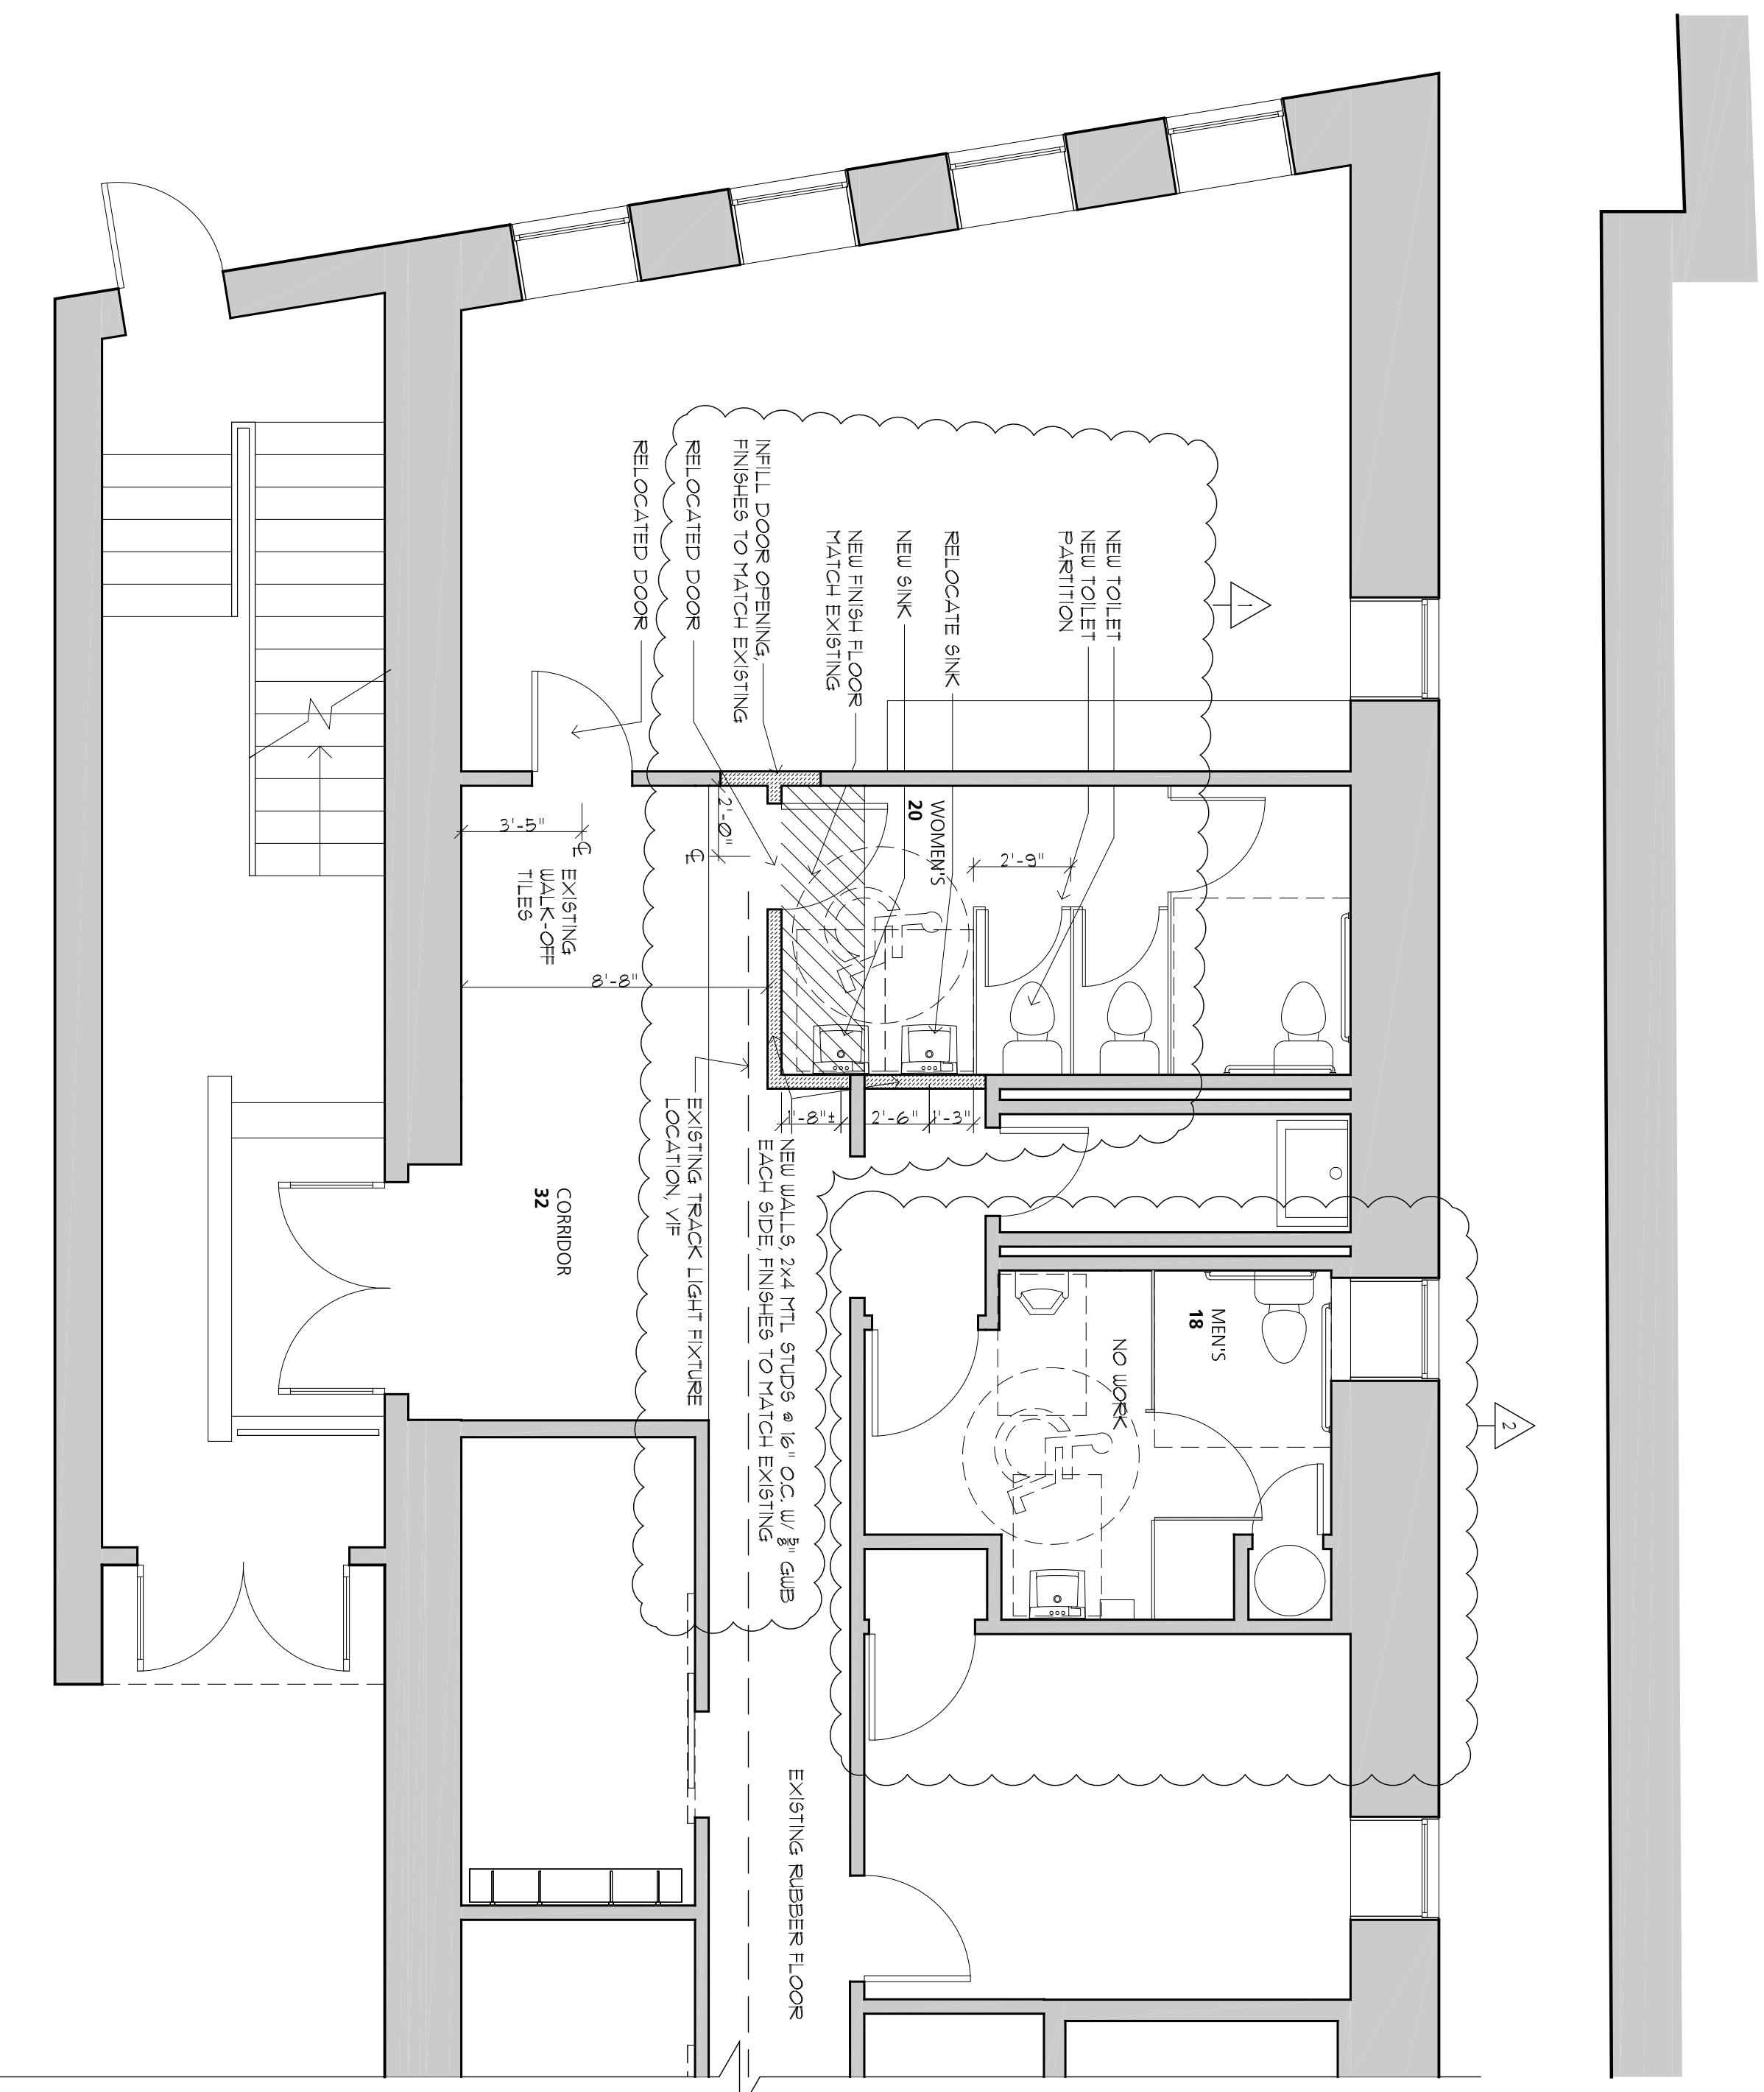 NEW TOILET
NEW TOILET
PARTITION
RELOCATE SINK
NEW SINK
NEW FINISH FLOOR
MATCH EXISTING
INFILL DOOR OPENING,
FINISHES TO MATCH EXISTING
RELOCATED DOOR
RELOCATED DOOR
1
WOMEN'S
20
2'-9"
2'-0"
℄
3'-5"
℄
EXISTING
WALK-OFF
TILES
8'-8"
1'-8"±
2'-6"
1'-3"
NEW WALLS, 2x4 MTL STUDS @ 16" O.C. W/ 5/8" GWB
EACH SIDE, FINISHES TO MATCH EXISTING
EXISTING TRACK LIGHT FIXTURE
LOCATION, VIF
CORRIDOR
32
MEN'S
18
NO WORK
2
EXISTING RUBBER FLOOR